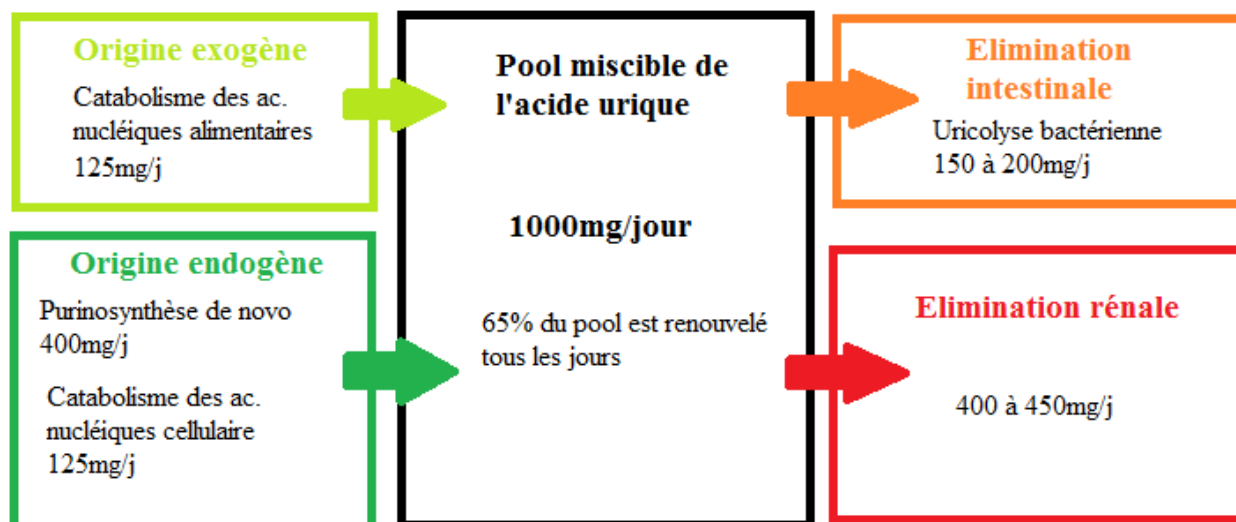 Origine exogène
Catabolisme des ac.
nucléiques alimentaires
125mg/j
Origine endogène
Purinosynthèse de novo
400mg/j
Catabolisme des ac.
nucléiques cellulaire
125mg/j
Pool miscible de
l'acide urique
1000mg/jour
65% du pool est renouvelé
tous les jours
Elimination
intestinale
Uricolyse bactérienne
150 à 200mg/j
Elimination rénale
400 à 450mg/j